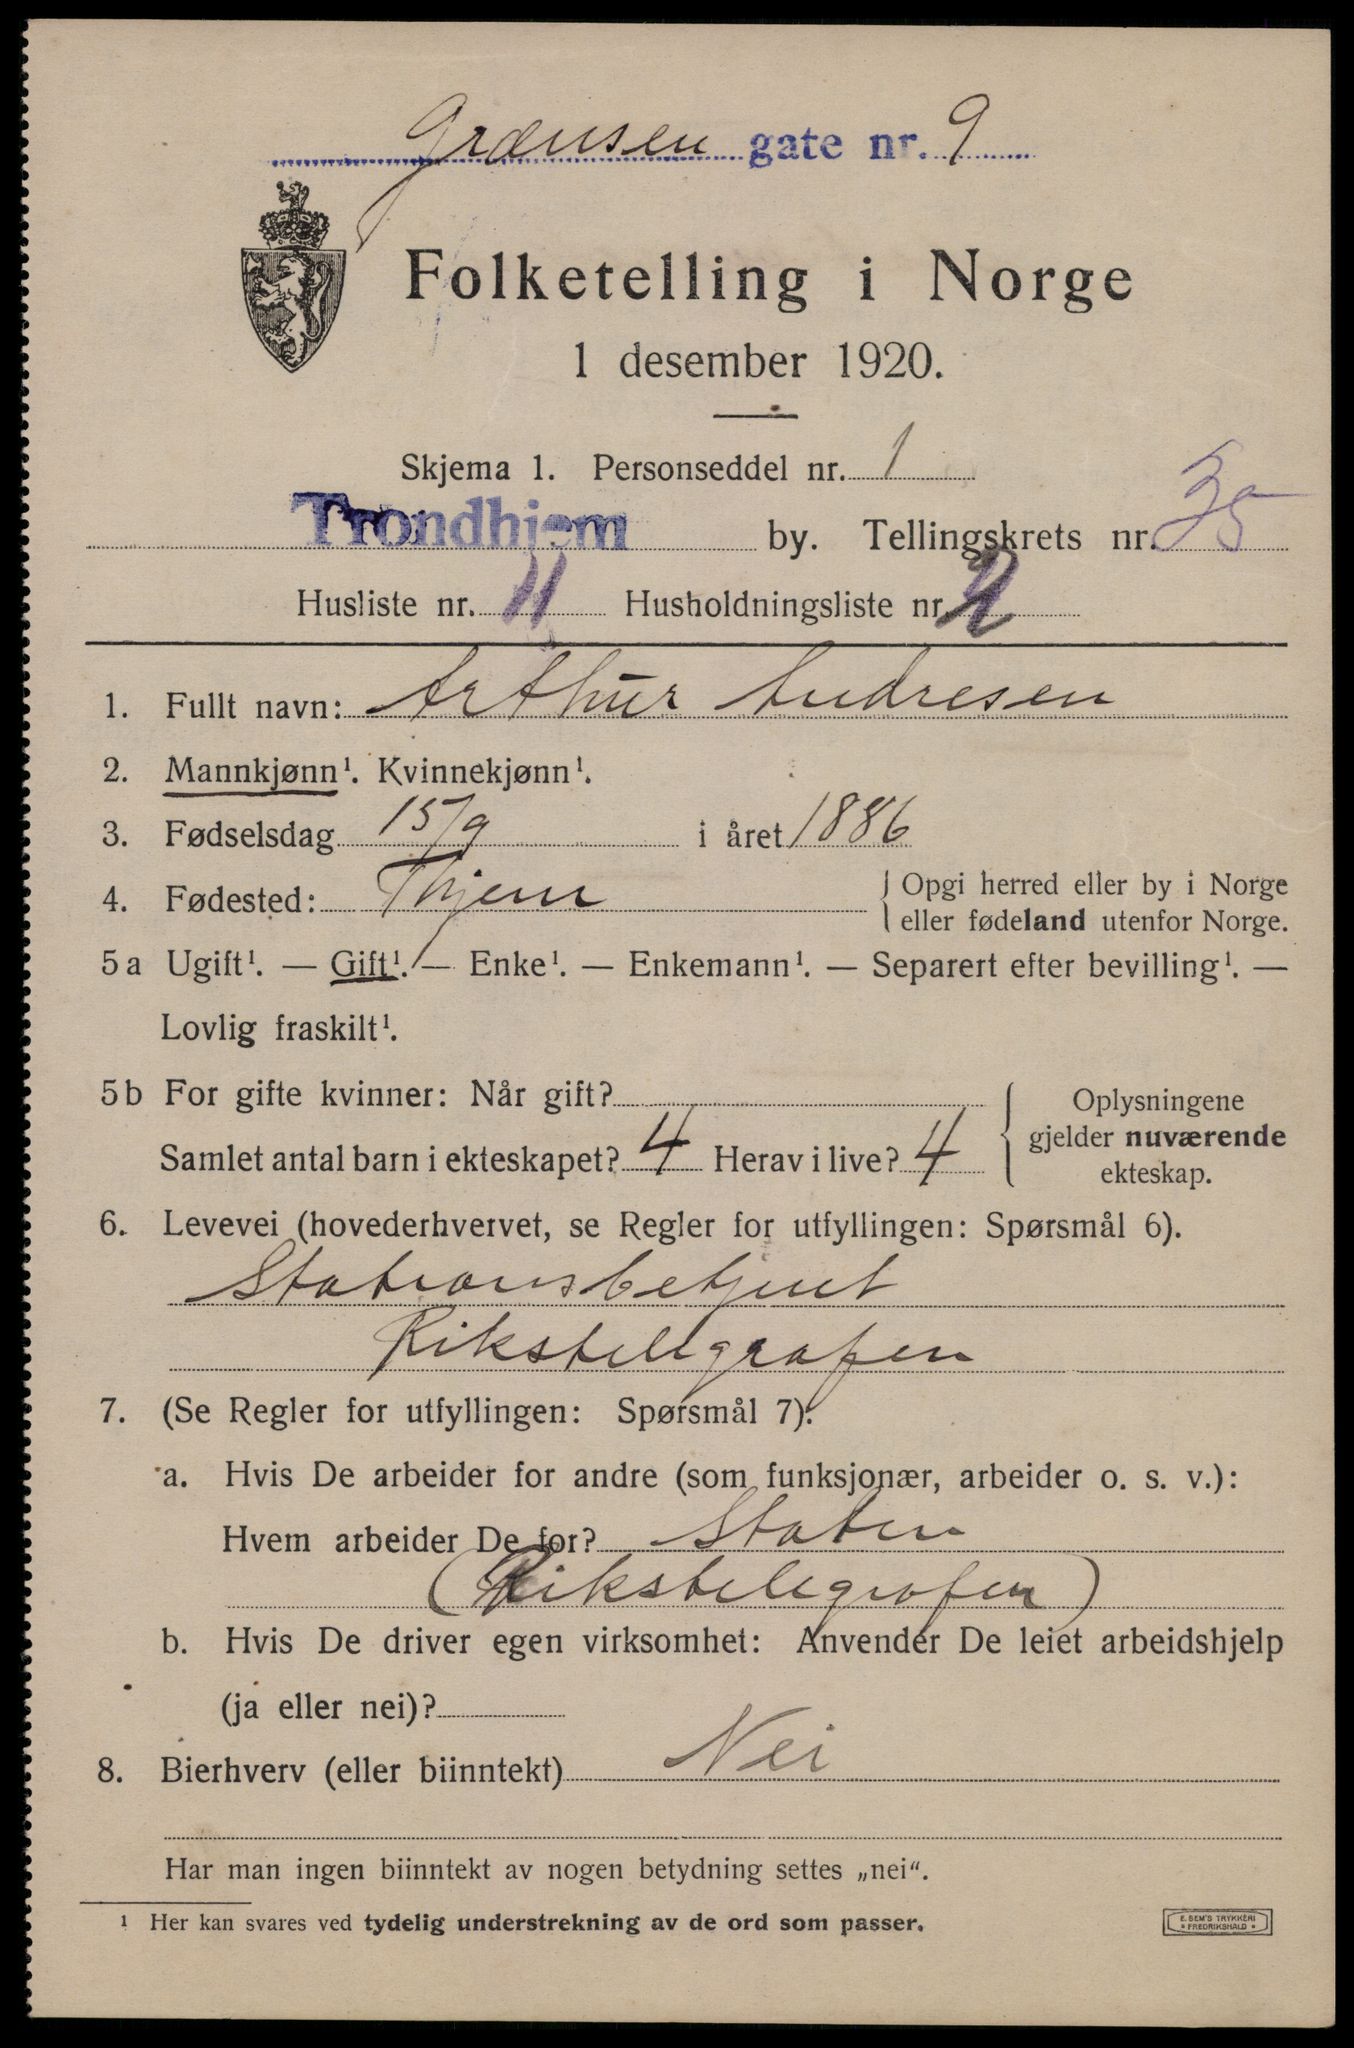 Grænsen gate nr. 9
Folketelling i Norge
1 desember 1920.
Skjema 1. Personseddel nr. 1
Trondhjem by. Tellingskrets nr. 35
Husliste nr. 11 Husholdningsliste nr. 2
1. Fullt navn: Arthur Andresen
2. Mannkjønn¹. Kvinnekjønn¹.
3. Fødselsdag 15/9 i året 1886
4. Fødested: Thjem { Opgi herred eller by i Norge
eller fødeland utenfor Norge.
5a Ugift¹. — Gift¹. — Enke¹. — Enkemann¹. — Separert efter bevilling¹. —
Lovlig fraskilt¹.
5b For gifte kvinner: Når gift?
Samlet antal barn i ekteskapet? 4 Herav i live? 4
Oplysningene
gjelder nuværende
ekteskap.
6. Levevei (hovederhvervet, se Regler for utfyllingen: Spørsmål 6).
Stationsbetjent
Rikstelegrafen
7. (Se Regler for utfyllingen: Spørsmål 7):
a. Hvis De arbeider for andre (som funksjonær, arbeider o. s. v.):
Hvem arbeider De for? Staten
(Rikstelegrafen)
b. Hvis De driver egen virksomhet: Anvender De leiet arbeidshjelp
(ja eller nei)?
8. Bierhverv (eller biinntekt) Nei
Har man ingen biinntekt av nogen betydning settes „nei".
¹ Her kan svares ved tydelig understrekning av de ord som passer.
E. SEM'S TRYKKERI
* FREDRIKSHALD *